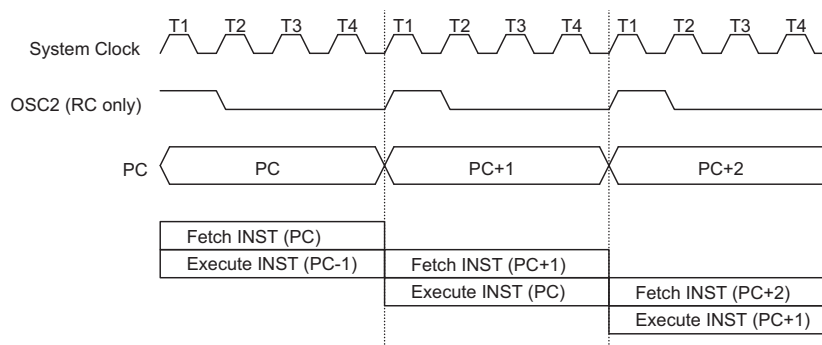 T1 T2 T3 T4 T1 T2 T3 T4 T1 T2 T3 T4
System Clock
OSC2 (RC only)
PC PC PC+1 PC+2
Fetch INST (PC)
Execute INST (PC-1) Fetch INST (PC+1)
Execute INST (PC) Fetch INST (PC+2)
Execute INST (PC+1)